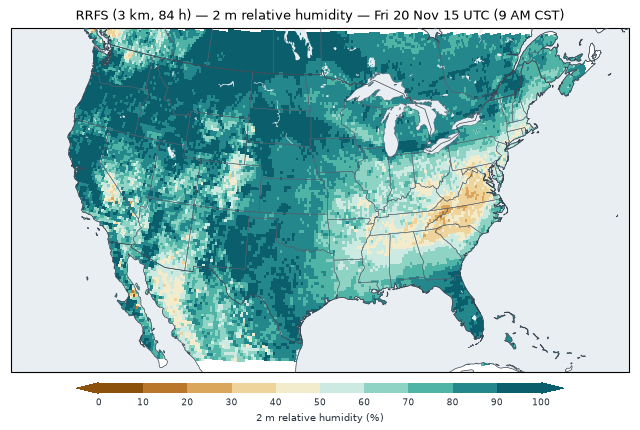 RRFS (3 km, 84 h) — 2 m relative humidity — Fri 20 Nov 15 UTC (9 AM CST)
0 10 20 30 40 50 60 70 80 90 100
2 m relative humidity (%)